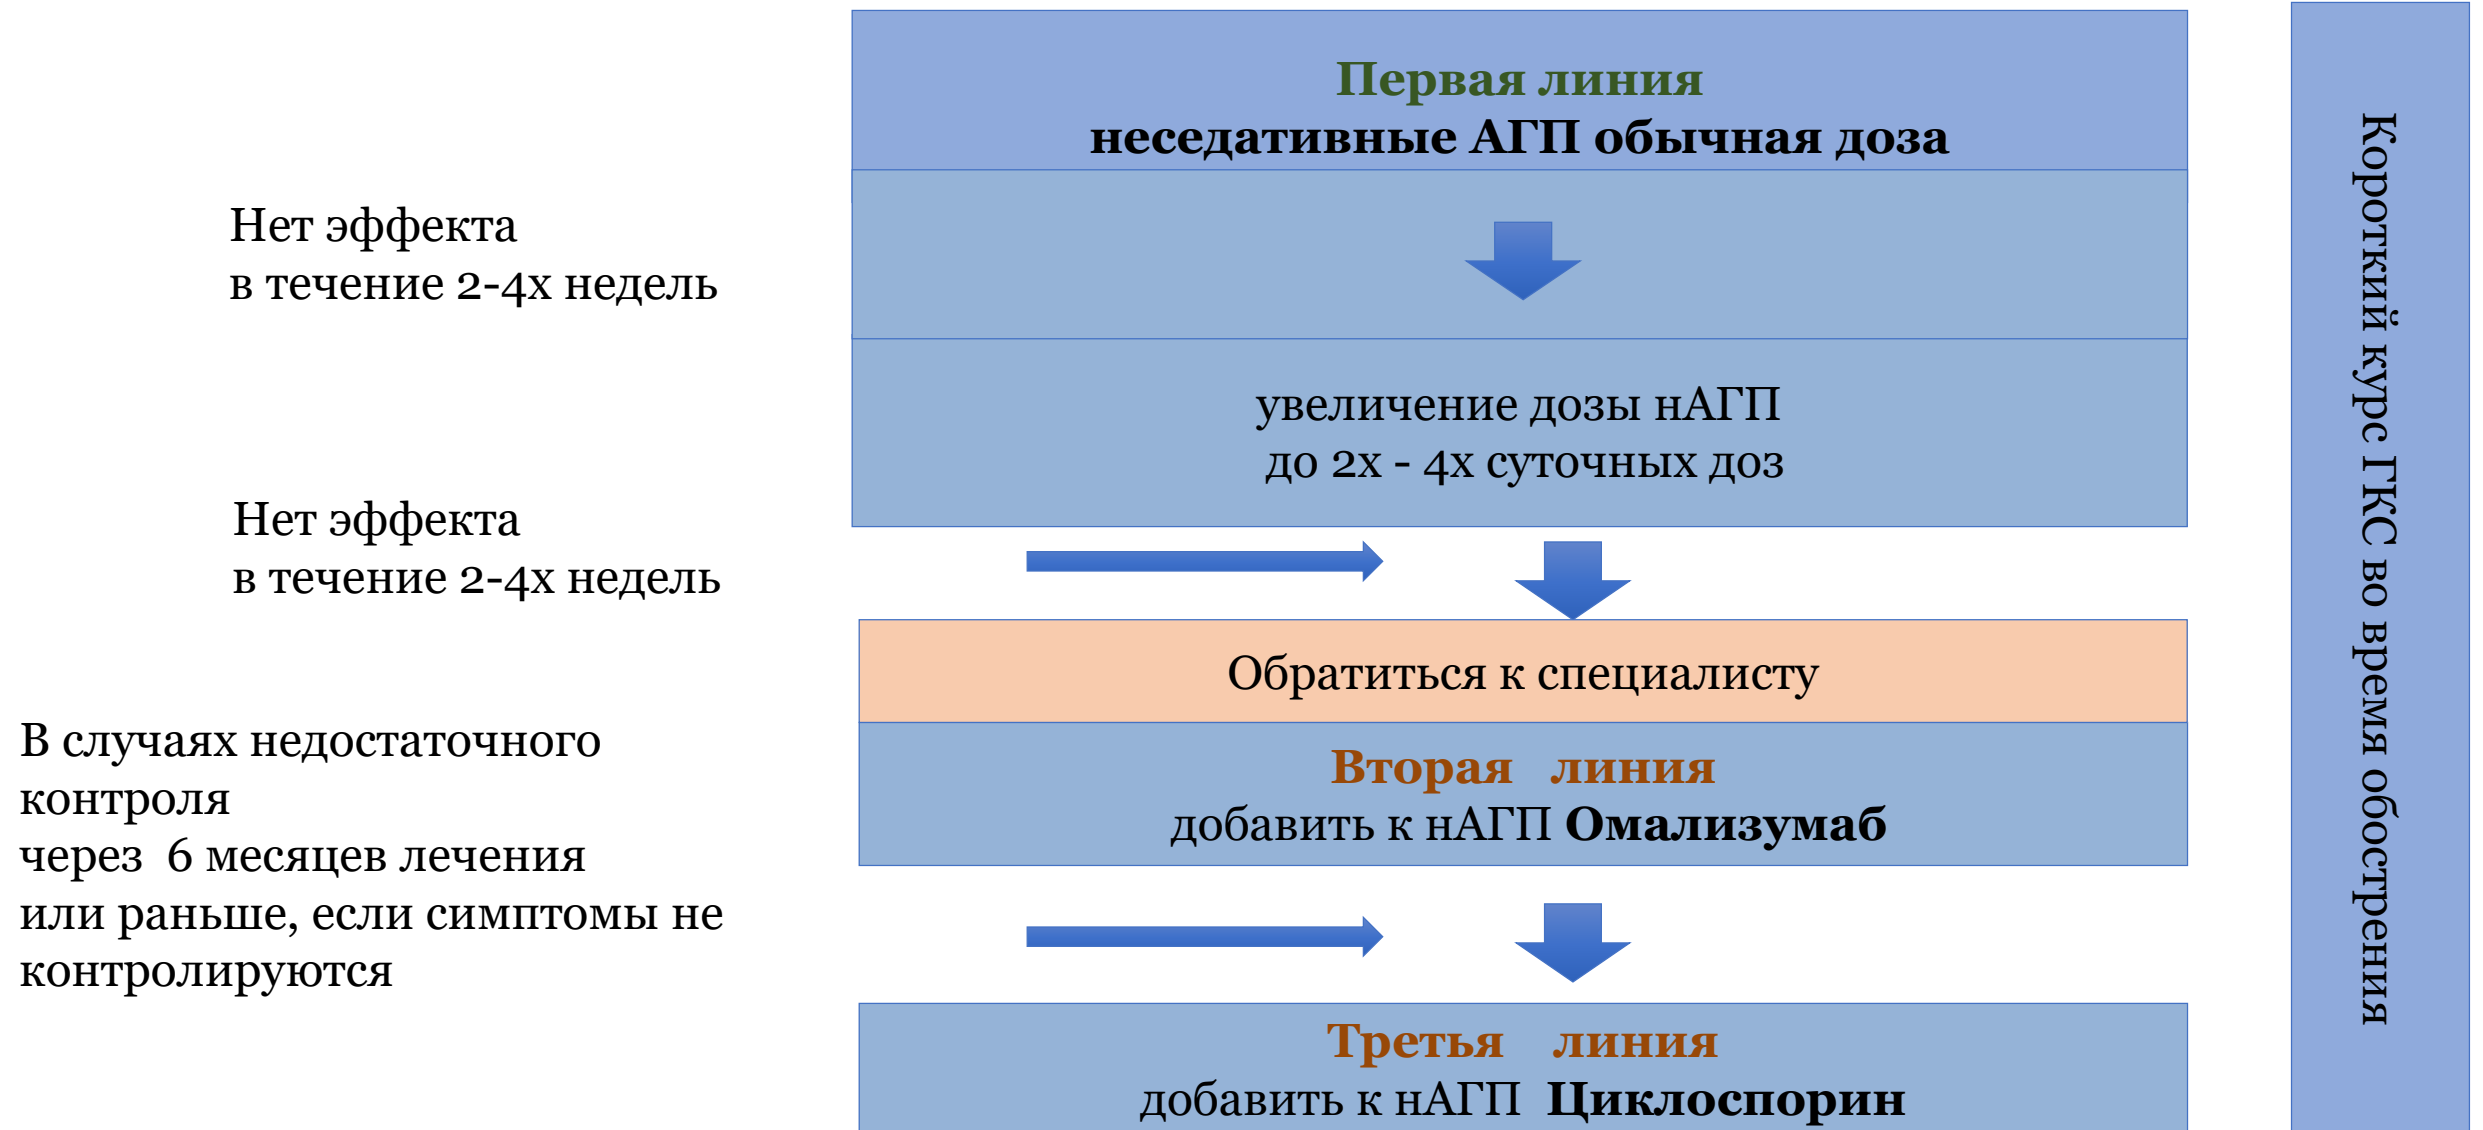 Первая линия
неседативные АГП обычная доза
Нет эффекта
в течение 2-4х недель
увеличение дозы нАГП
до 2х - 4х суточных доз
Нет эффекта
в течение 2-4х недель
Обратиться к специалисту
Вторая линия
добавить к нАГП Омализумаб
В случаях недостаточного
контроля
через 6 месяцев лечения
или раньше, если симптомы не
контролируются
Третья линия
добавить к нАГП Циклоспорин
Короткий курс ГКС во время обострения